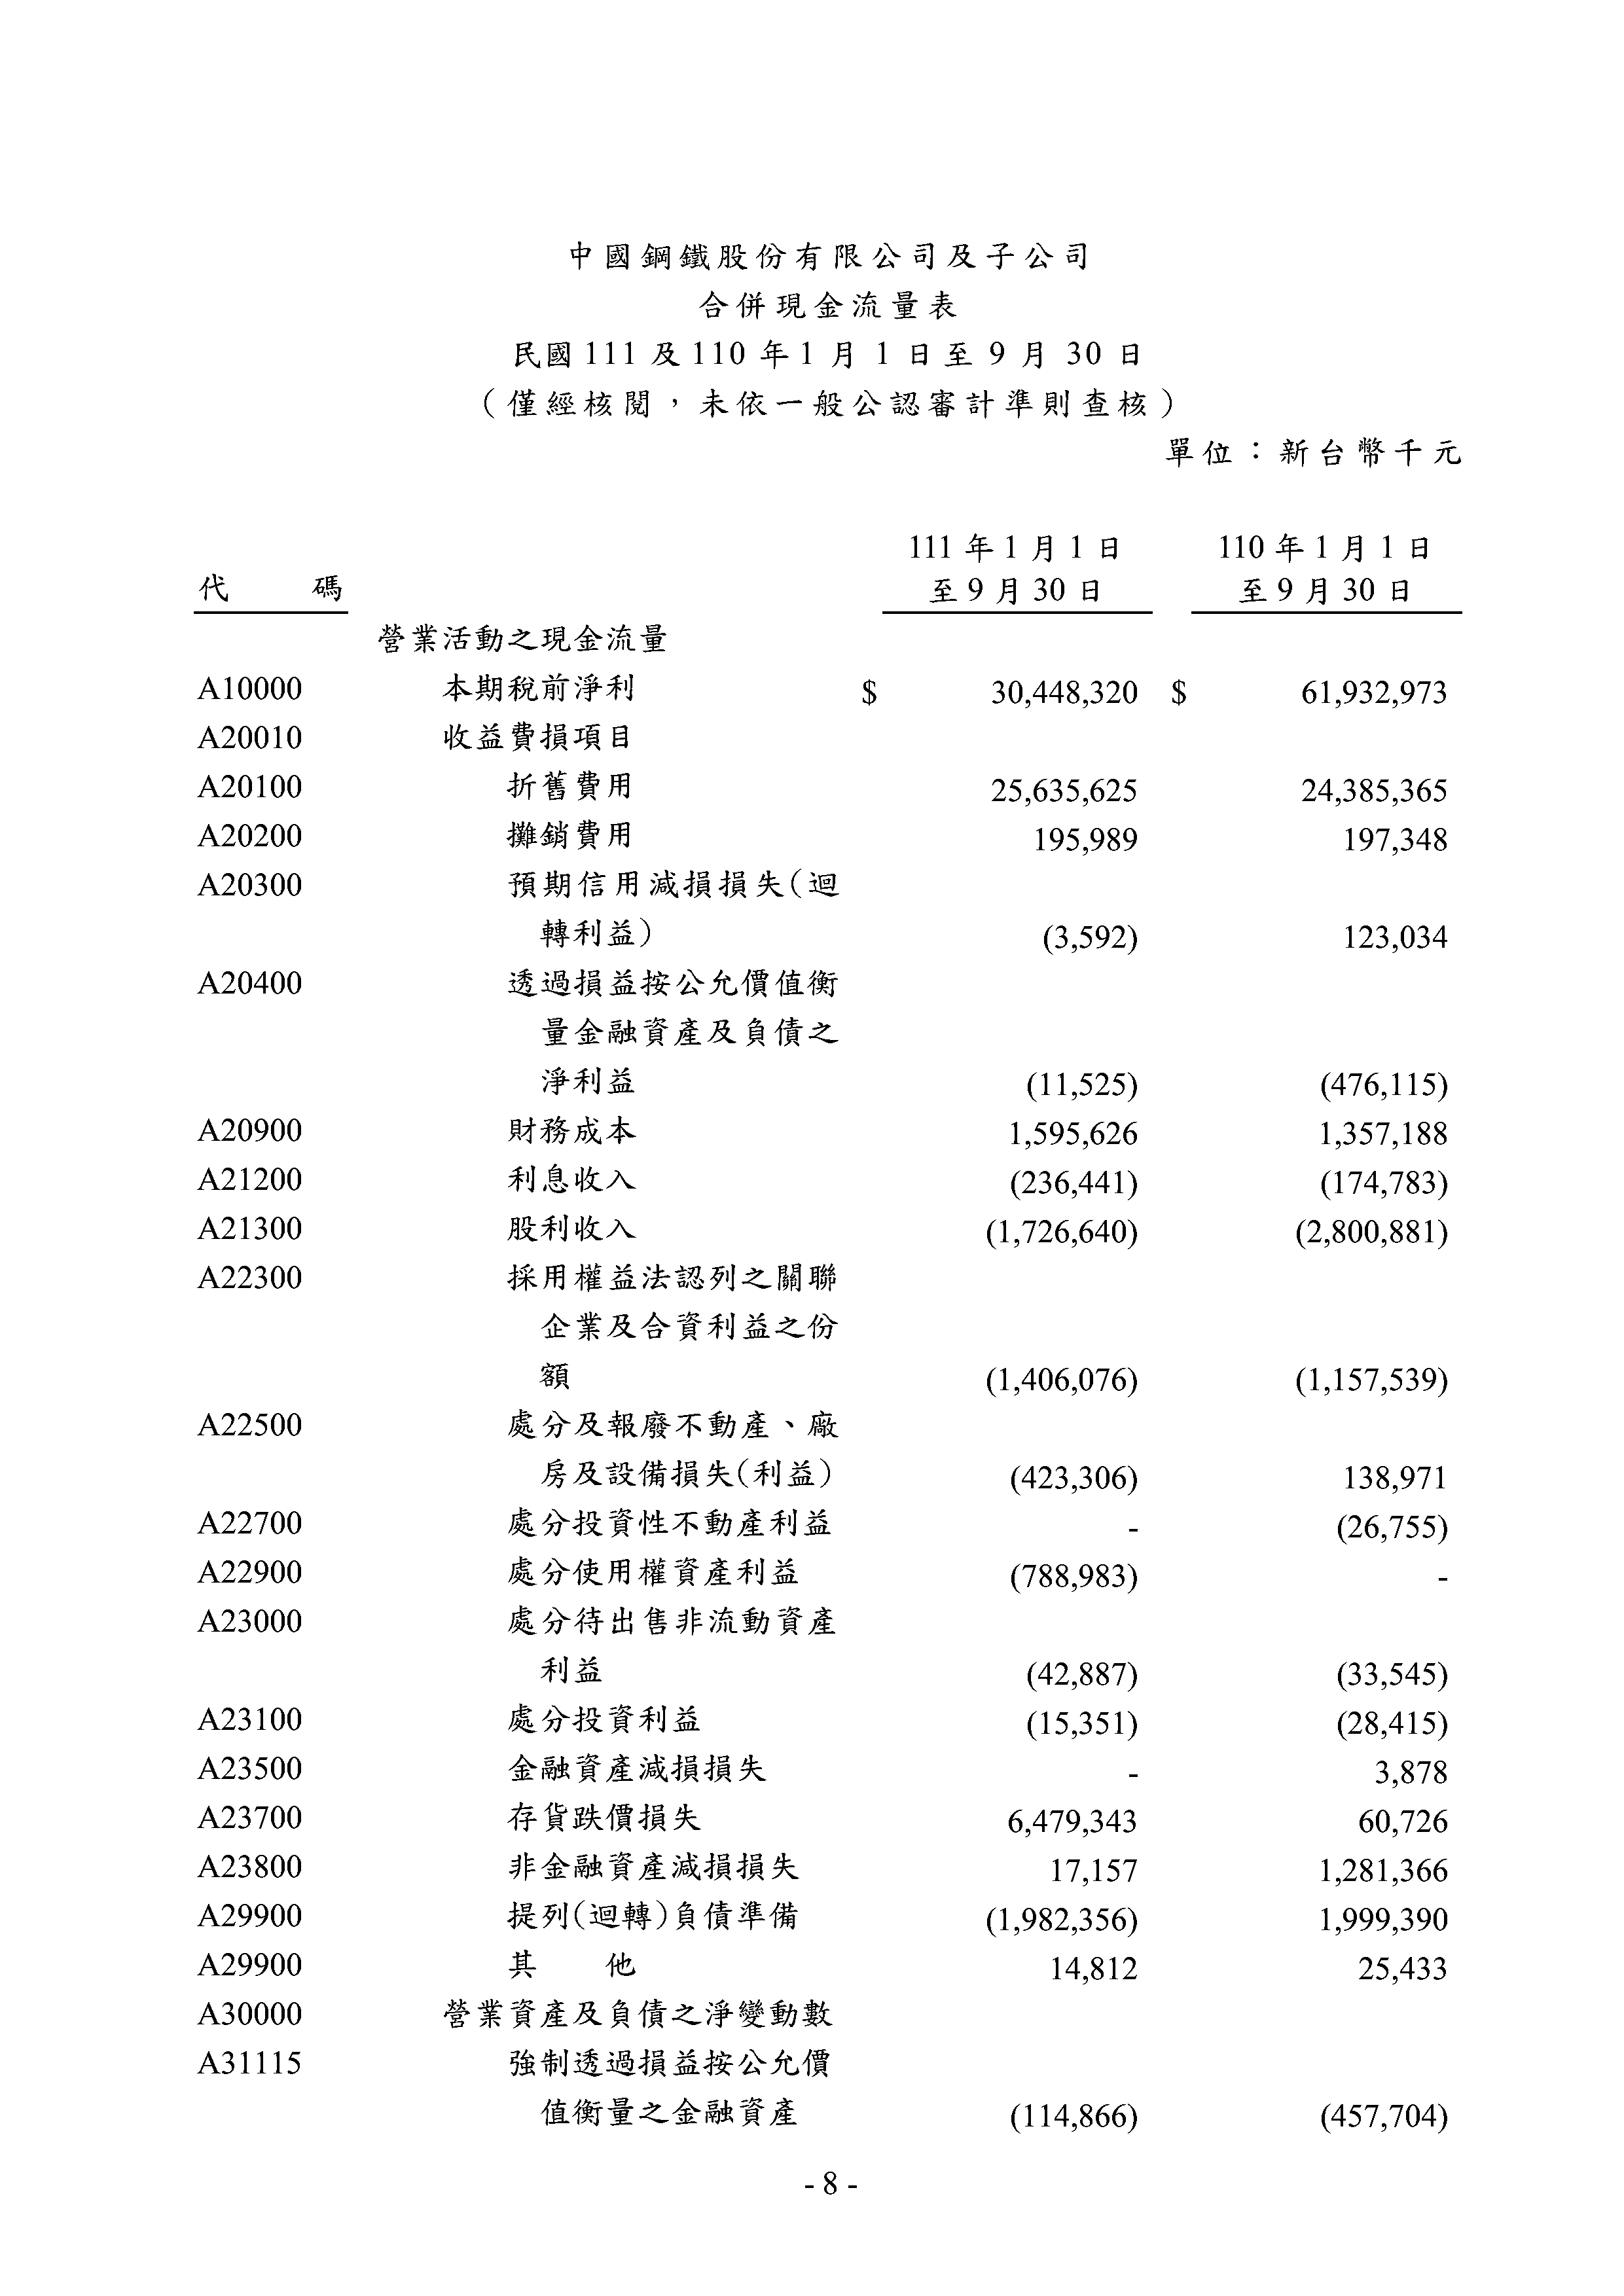 中國鋼鐵股份有限公司及子公司
合併現金流量表
民國111及110年1月1日至9月30日
（僅經核閱，未依一般公認審計準則查核）
單位：新台幣千元
111年1月1日 110年1月1日
代 碼 至9月30日 至9月30日
營業活動之現金流量
A10000 本期稅前淨利 $ 30,448,320 $ 61,932,973
A20010 收益費損項目
A20100 折舊費用 25,635,625 24,385,365
A20200 攤銷費用 195,989 197,348
A20300 預期信用減損損失（迴
轉利益） (3,592) 123,034
A20400 透過損益按公允價值衡
量金融資產及負債之
淨利益 (11,525) (476,115)
A20900 財務成本 1,595,626 1,357,188
A21200 利息收入 (236,441) (174,783)
A21300 股利收入 (1,726,640) (2,800,881)
A22300 採用權益法認列之關聯
企業及合資利益之份
額 (1,406,076) (1,157,539)
A22500 處分及報廢不動產、廠
房及設備損失（利益） (423,306) 138,971
A22700 處分投資性不動產利益 - (26,755)
A22900 處分使用權資產利益 (788,983) -
A23000 處分待出售非流動資產
利益 (42,887) (33,545)
A23100 處分投資利益 (15,351) (28,415)
A23500 金融資產減損損失 - 3,878
A23700 存貨跌價損失 6,479,343 60,726
A23800 非金融資產減損損失 17,157 1,281,366
A29900 提列（迴轉）負債準備 (1,982,356) 1,999,390
A29900 其 他 14,812 25,433
A30000 營業資產及負債之淨變動數
A31115 強制透過損益按公允價
值衡量之金融資產 (114,866) (457,704)
- 8 -